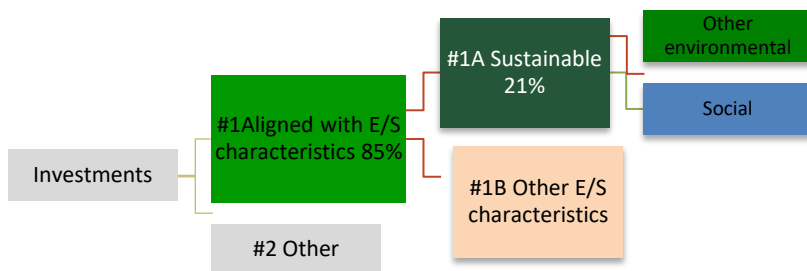 Investments
#1Aligned with E/S
characteristics 85%
#2 Other
#1A Sustainable
21%
#1B Other E/S
characteristics
Other
environmental
Social